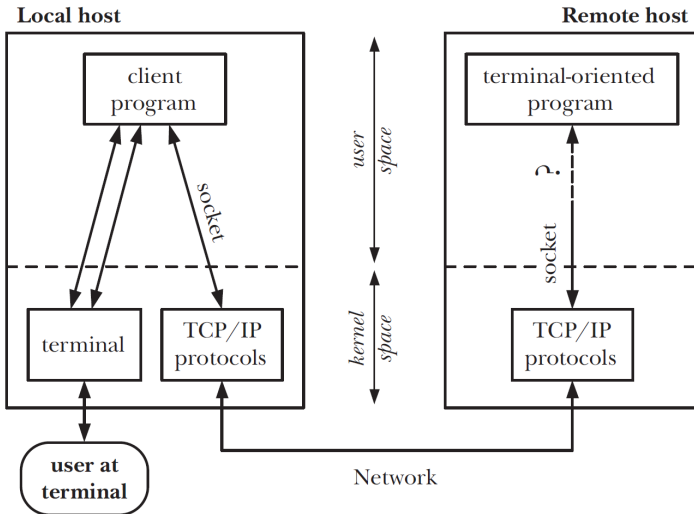 Local host
Remote host
client
program
terminal-oriented
program
user
space
?
socket
socket
kernel
space
terminal
TCP/IP
protocols
TCP/IP
protocols
user at
terminal
Network